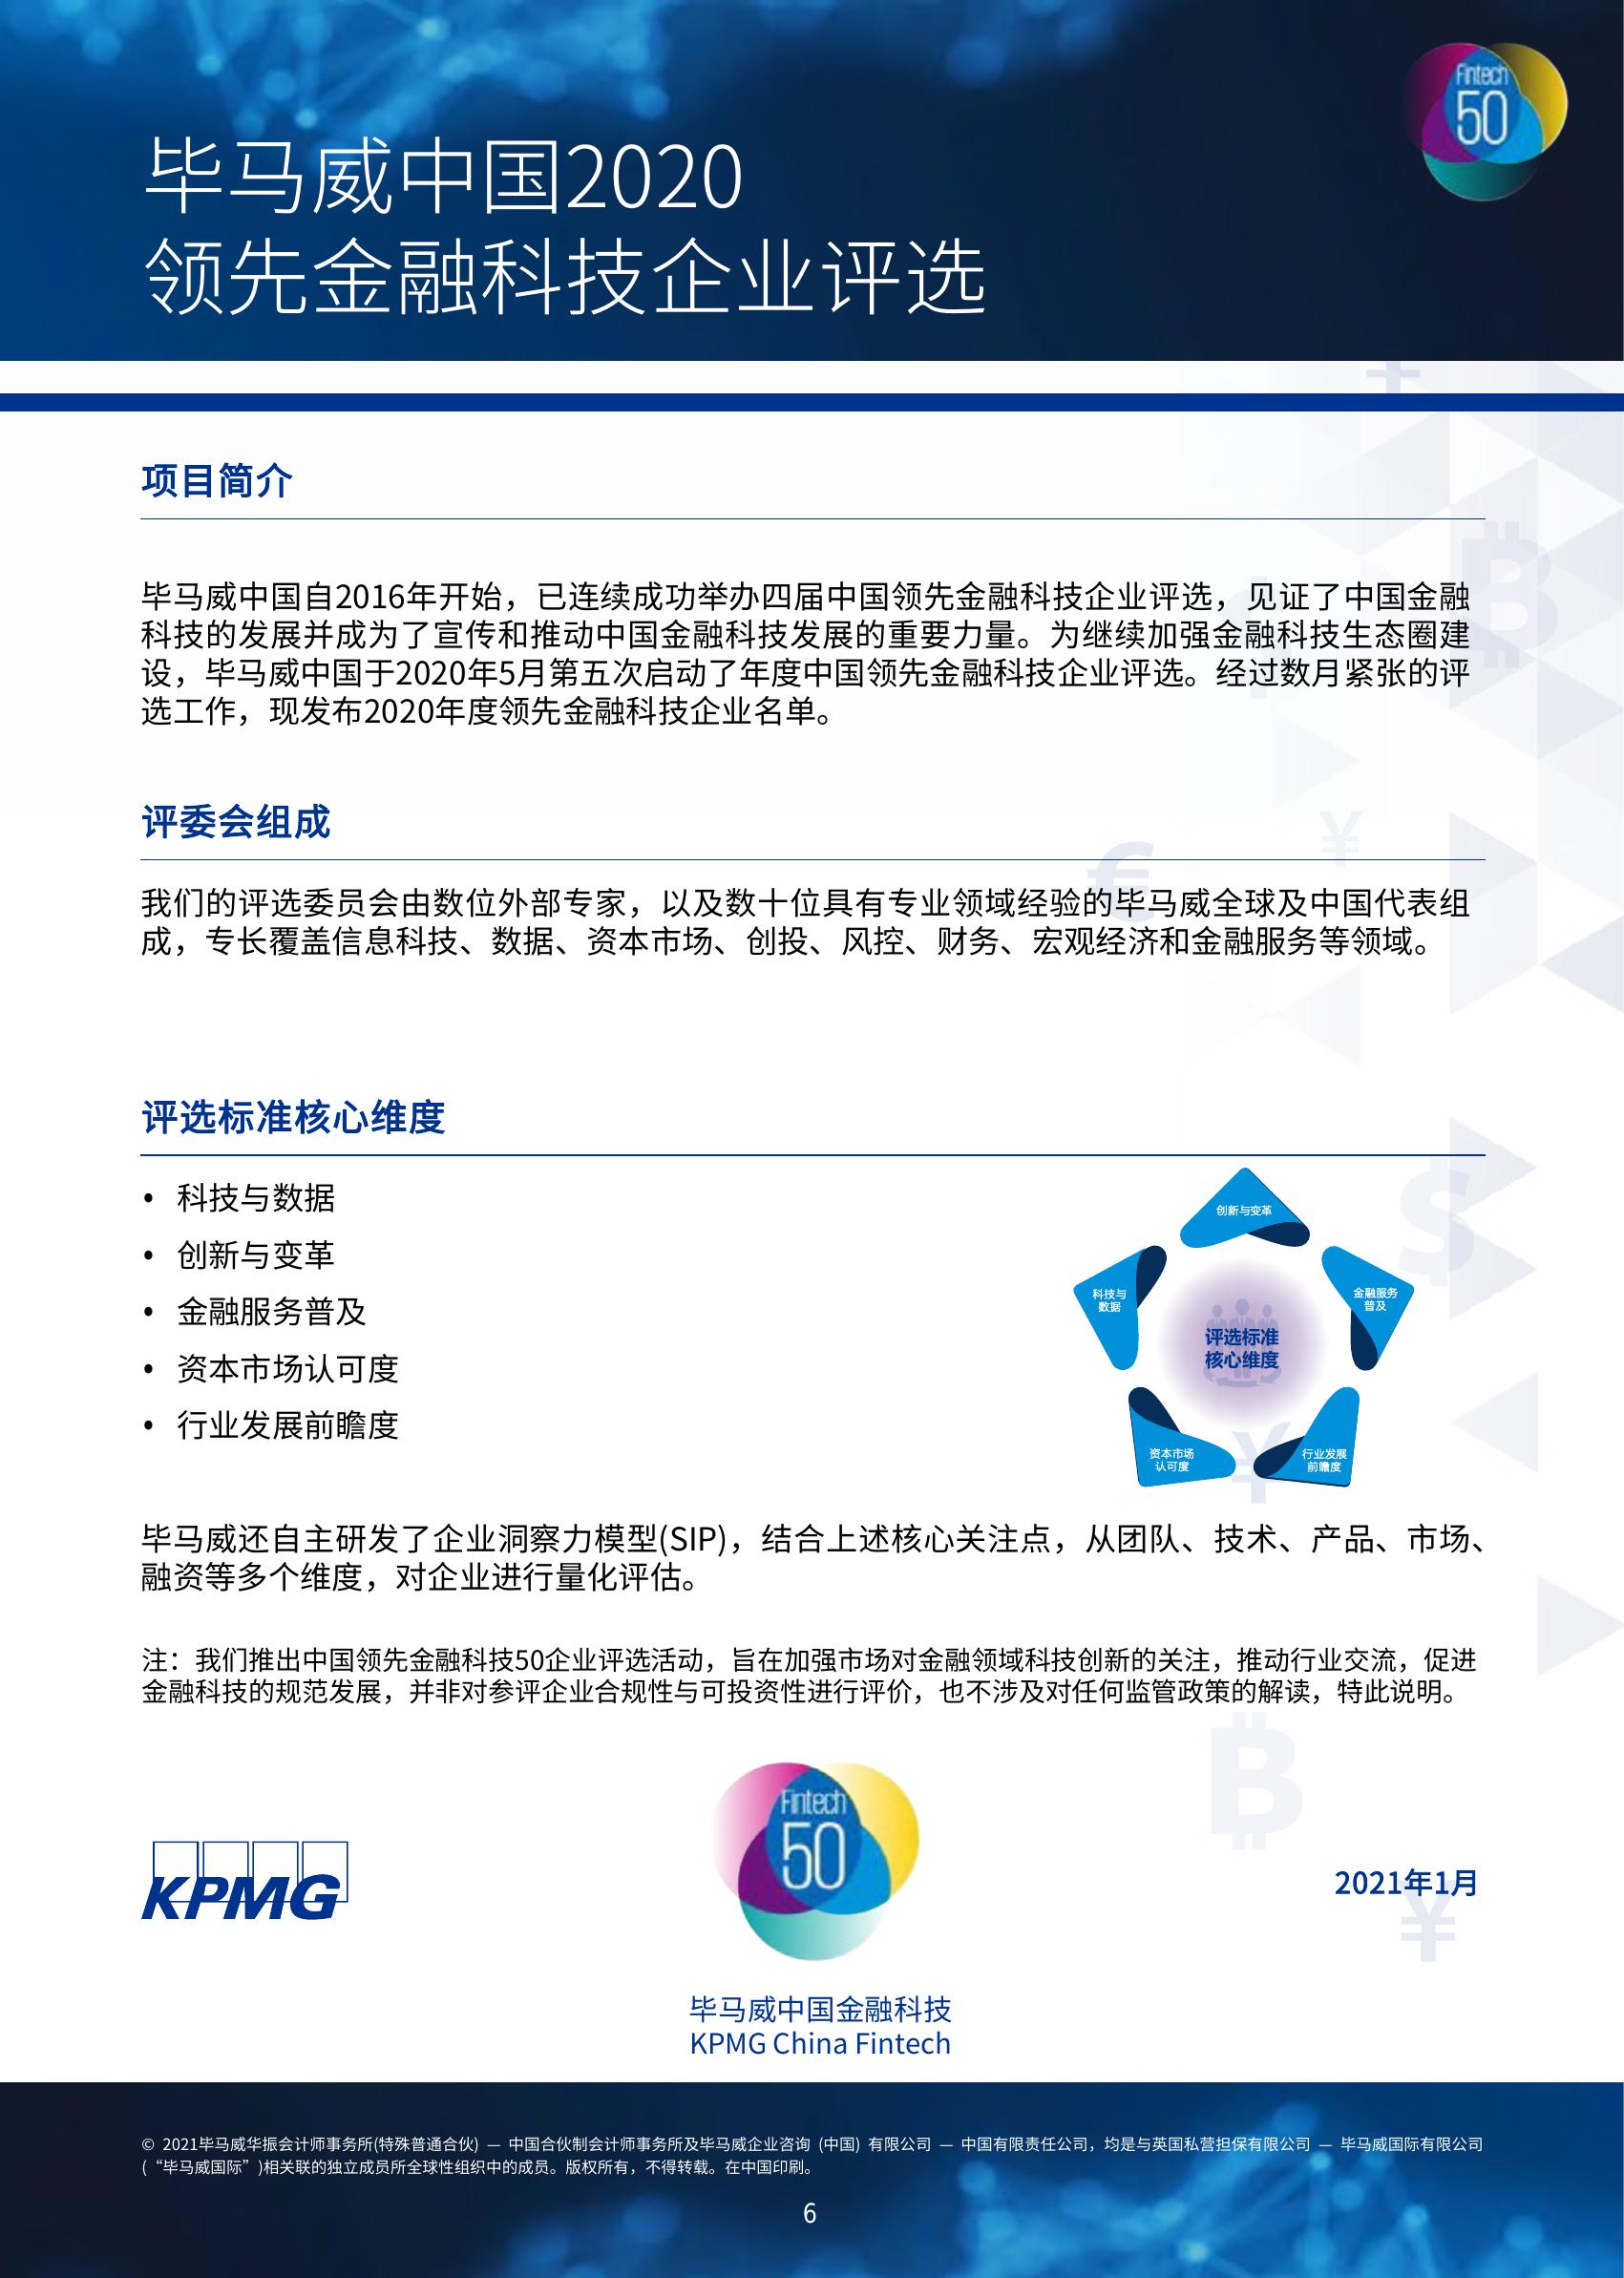 Fintech
50
毕马威中国2020
领先金融科技企业评选
项目简介
毕马威中国自2016年开始，已连续成功举办四届中国领先金融科技企业评选，见证了中国金融
科技的发展并成为了宣传和推动中国金融科技发展的重要力量。为继续加强金融科技生态圈建
设，毕马威中国于2020年5月第五次启动了年度中国领先金融科技企业评选。经过数月紧张的评
选工作，现发布2020年度领先金融科技企业名单。
评委会组成
我们的评选委员会由数位外部专家，以及数十位具有专业领域经验的毕马威全球及中国代表组
成，专长覆盖信息科技、数据、资本市场、创投、风控、财务、宏观经济和金融服务等领域。
评选标准核心维度
• 科技与数据
• 创新与变革
• 金融服务普及
• 资本市场认可度
• 行业发展前瞻度
创新与变革
科技与
数据
金融服务
普及
评选标准
核心维度
资本市场
认可度
行业发展
前瞻度
毕马威还自主研发了企业洞察力模型(SIP)，结合上述核心关注点，从团队、技术、产品、市场、
融资等多个维度，对企业进行量化评估。
注：我们推出中国领先金融科技50企业评选活动，旨在加强市场对金融领域科技创新的关注，推动行业交流，促进
金融科技的规范发展，并非对参评企业合规性与可投资性进行评价，也不涉及对任何监管政策的解读，特此说明。
KPMG
Fintech
50
2021年1月
毕马威中国金融科技
KPMG China Fintech
© 2021毕马威华振会计师事务所(特殊普通合伙) — 中国合伙制会计师事务所及毕马威企业咨询 (中国) 有限公司 — 中国有限责任公司，均是与英国私营担保有限公司 — 毕马威国际有限公司
(“毕马威国际”)相关联的独立成员所全球性组织中的成员。版权所有，不得转载。在中国印刷。
6